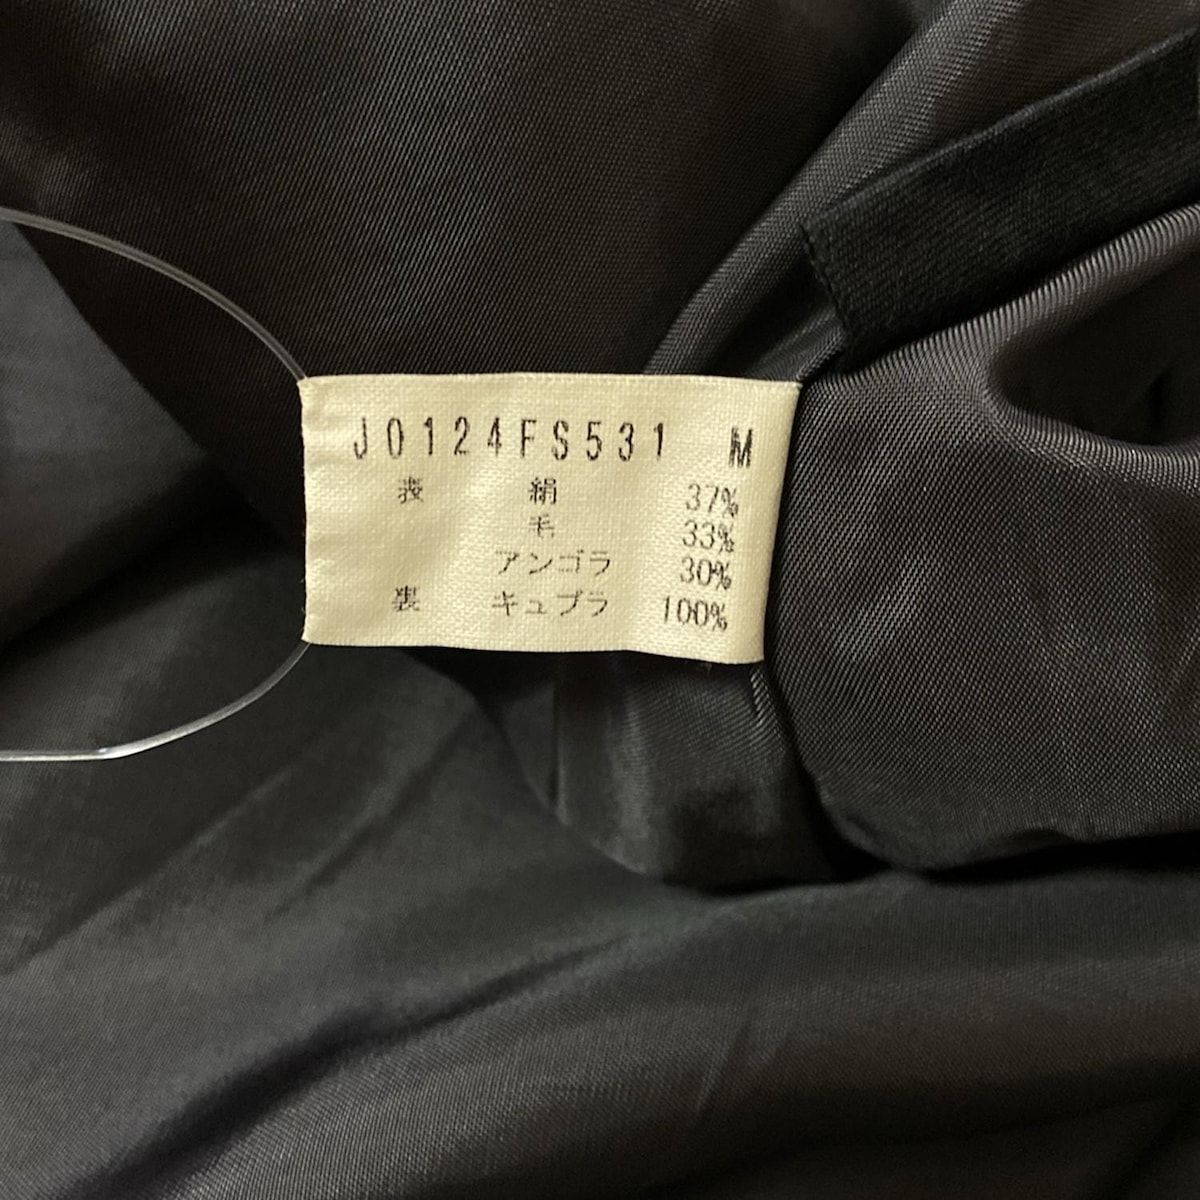 J0124FS531 M
表 絹 37%
毛 33%
アンゴラ 30%
裏 キュプラ 100%